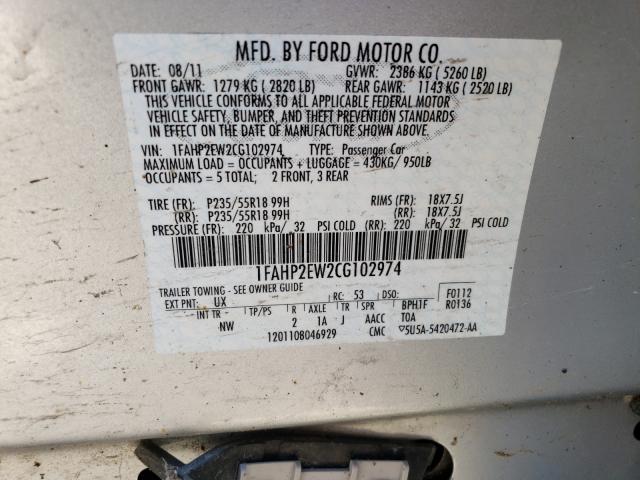 MFD. BY FORD MOTOR CO.
DATE: 08/11 GVWR: 2386 KG ( 5260 LB)
FRONT GAWR: 1279 KG ( 2820 LB) REAR GAWR: 1143 KG ( 2520 LB)
THIS VEHICLE CONFORMS TO ALL APPLICABLE FEDERAL MOTOR
VEHICLE SAFETY, BUMPER, AND THEFT PREVENTION STANDARDS
IN EFFECT ON THE DATE OF MANUFACTURE SHOWN ABOVE.
VIN: 1FAHP2EW2CG102974 TYPE: Passenger Car
MAXIMUM LOAD = OCCUPANTS + LUGGAGE = 430KG/ 950LB
OCCUPANTS = 5 TOTAL; 2 FRONT, 3 REAR
TIRE (FR): P235/55R18 99H RIMS (FR): 18X7.5J
(RR): P235/55R18 99H (RR): 18X7.5J
PRESSURE (FR): 220 kPa/ 32 PSI COLD (RR): 220 kPa/ 32 PSI COLD
1FAHP2EW2CG102974
TRAILER TOWING - SEE OWNER GUIDE
EXT PNT: UX RC: 53 DSO: F0112
INT TR TP/PS R AXLE TR SPR BPH1F R0136
NW 2 1A J AACC TOA
1201108046929 CMC ▽5U5A-5420472-AA